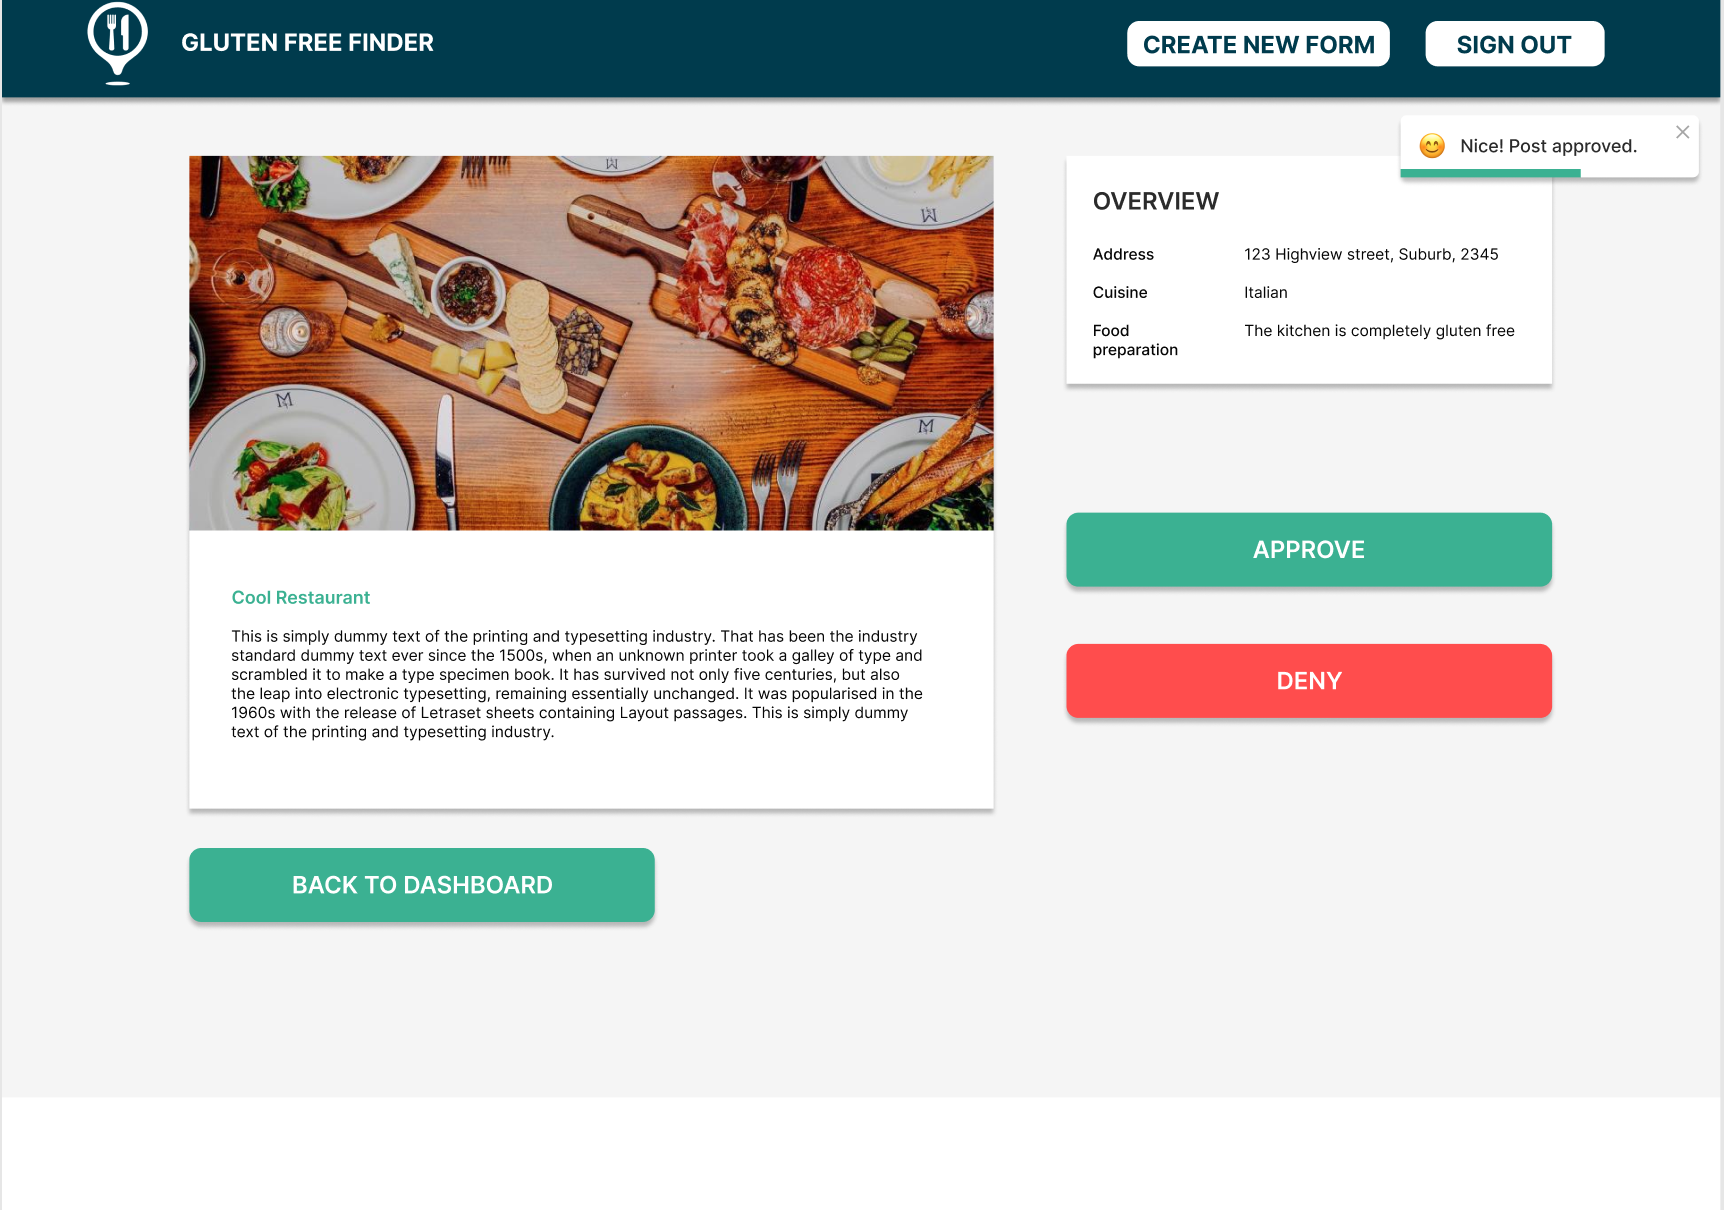 GLUTEN FREE FINDER
CREATE NEW FORM
SIGN OUT
Nice! Post approved.
OVERVIEW
Address 123 Highview street, Suburb, 2345
Cuisine Italian
Food The kitchen is completely gluten free
preparation
APPROVE
DENY
Cool Restaurant
This is simply dummy text of the printing and typesetting industry. That has been the industry
standard dummy text ever since the 1500s, when an unknown printer took a galley of type and
scrambled it to make a type specimen book. It has survived not only five centuries, but also
the leap into electronic typesetting, remaining essentially unchanged. It was popularised in the
1960s with the release of Letraset sheets containing Layout passages. This is simply dummy
text of the printing and typesetting industry.
BACK TO DASHBOARD